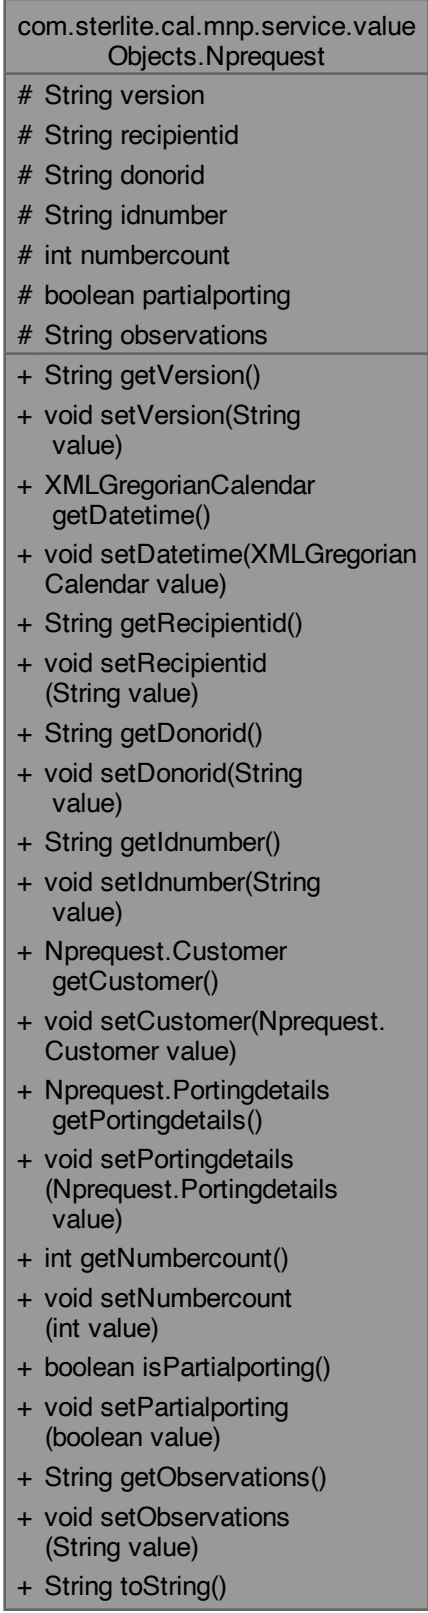 com.sterlite.cal.mnp.service.value
Objects.Nprequest
# String version
# String recipientid
# String donorid
# String idnumber
# int numbercount
# boolean partialporting
# String observations
+ String getVersion()
+ void setVersion(String
value)
+ XMLGregorianCalendar
getDatetime()
+ void setDatetime(XMLGregorian
Calendar value)
+ String getRecipientid()
+ void setRecipientid
(String value)
+ String getDonorid()
+ void setDonorid(String
value)
+ String getIdnumber()
+ void setIdnumber(String
value)
+ Nprequest.Customer
getCustomer()
+ void setCustomer(Nprequest.
Customer value)
+ Nprequest.Portingdetails
getPortingdetails()
+ void setPortingdetails
(Nprequest.Portingdetails
value)
+ int getNumbercount()
+ void setNumbercount
(int value)
+ boolean isPartialporting()
+ void setPartialporting
(boolean value)
+ String getObservations()
+ void setObservations
(String value)
+ String toString()